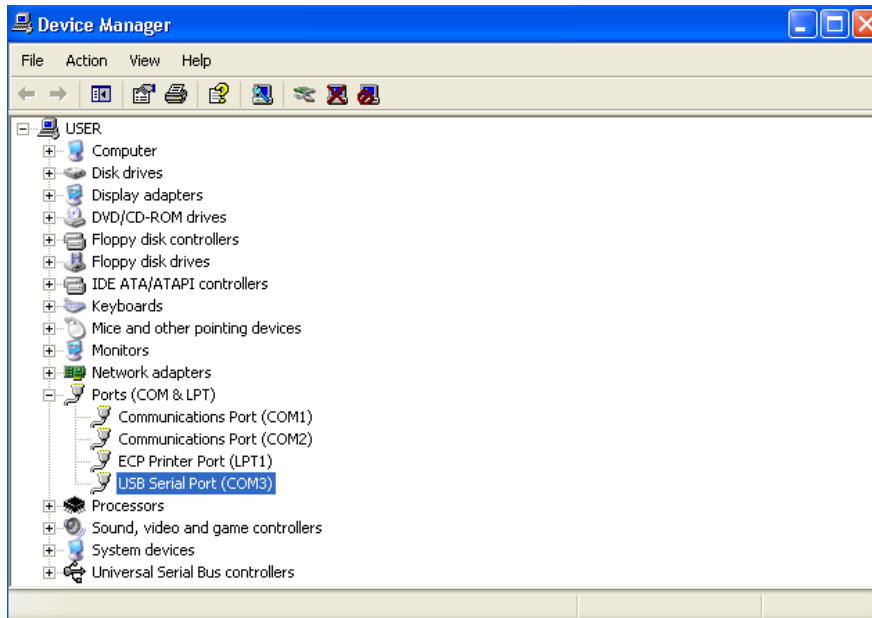 Device Manager
File Action View Help
USER
Computer
Disk drives
Display adapters
DVD/CD-ROM drives
Floppy disk controllers
Floppy disk drives
IDE ATA/ATAPI controllers
Keyboards
Mice and other pointing devices
Monitors
Network adapters
Ports (COM & LPT)
Communications Port (COM1)
Communications Port (COM2)
ECP Printer Port (LPT1)
USB Serial Port (COM3)
Processors
Sound, video and game controllers
System devices
Universal Serial Bus controllers